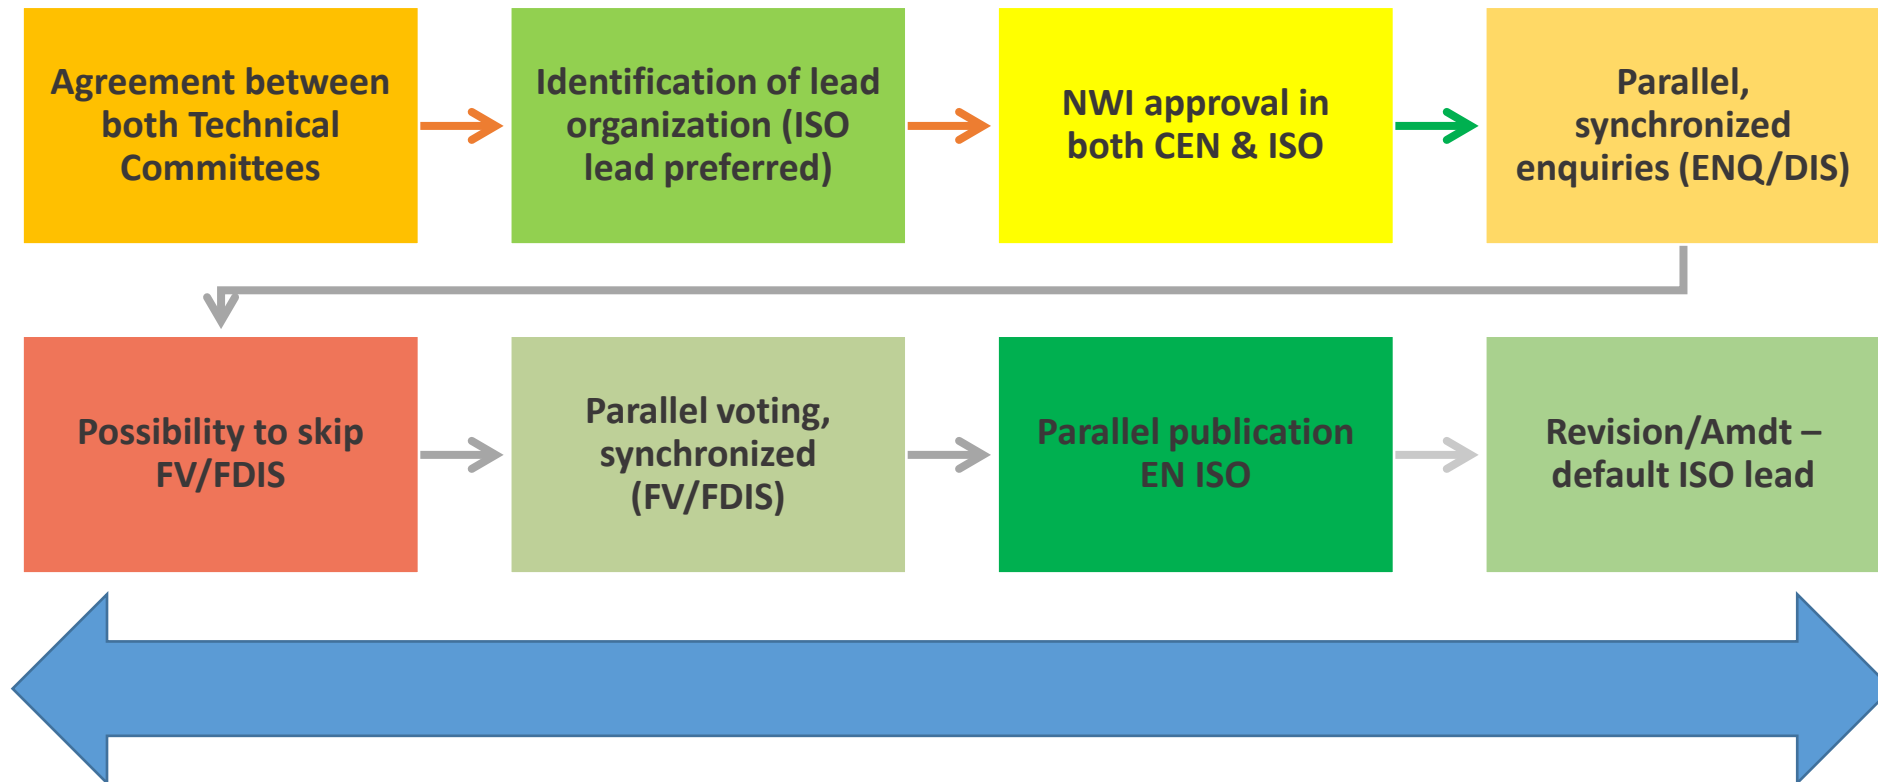 Agreement between
both Technical
Committees
Identification of lead
organization (ISO
lead preferred)
NWI approval in
both CEN & ISO
Parallel,
synchronized
enquiries (ENQ/DIS)
Possibility to skip
FV/FDIS
Parallel voting,
synchronized
(FV/FDIS)
Parallel publication
EN ISO
Revision/Amdt –
default ISO lead